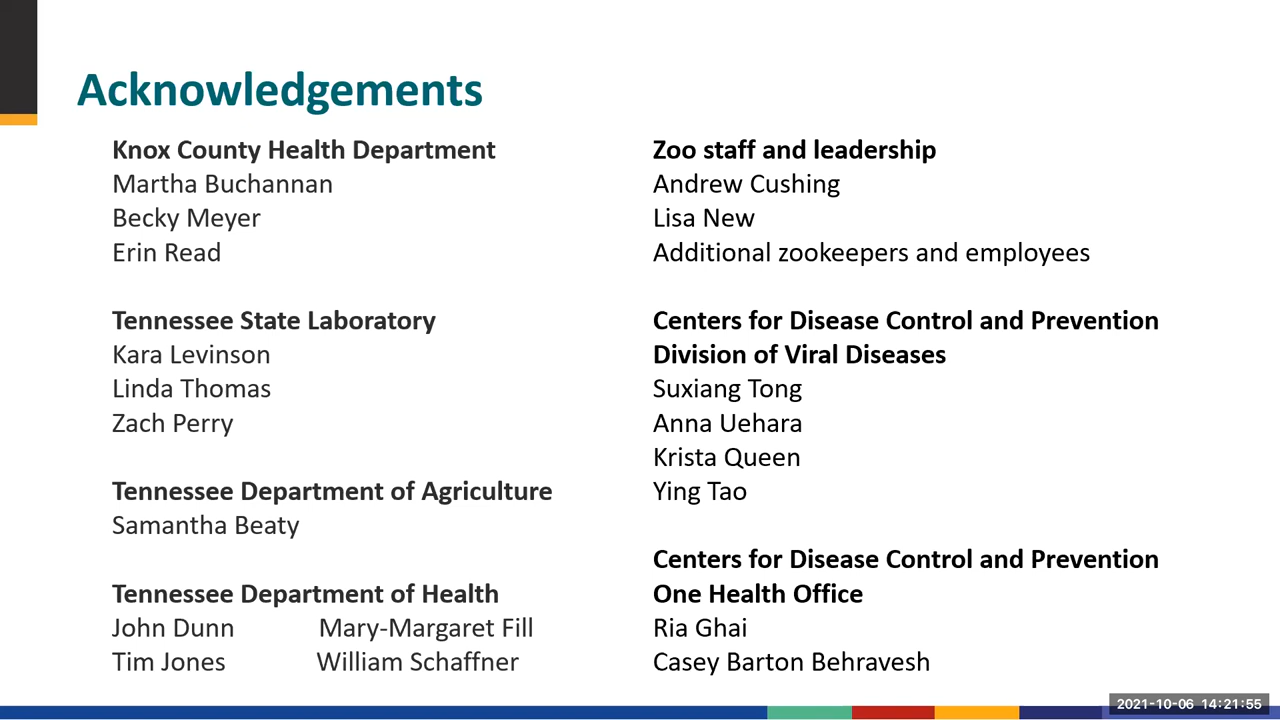 Acknowledgements
Knox County Health Department
Martha Buchannan
Becky Meyer
Erin Read
Tennessee State Laboratory
Kara Levinson
Linda Thomas
Zach Perry
Tennessee Department of Agriculture
Samantha Beaty
Tennessee Department of Health
John Dunn Mary-Margaret Fill
Tim Jones William Schaffner
Zoo staff and leadership
Andrew Cushing
Lisa New
Additional zookeepers and employees
Centers for Disease Control and Prevention
Division of Viral Diseases
Suxiang Tong
Anna Uehara
Krista Queen
Ying Tao
Centers for Disease Control and Prevention
One Health Office
Ria Ghai
Casey Barton Behravesh
2021-10-06 14:21:55